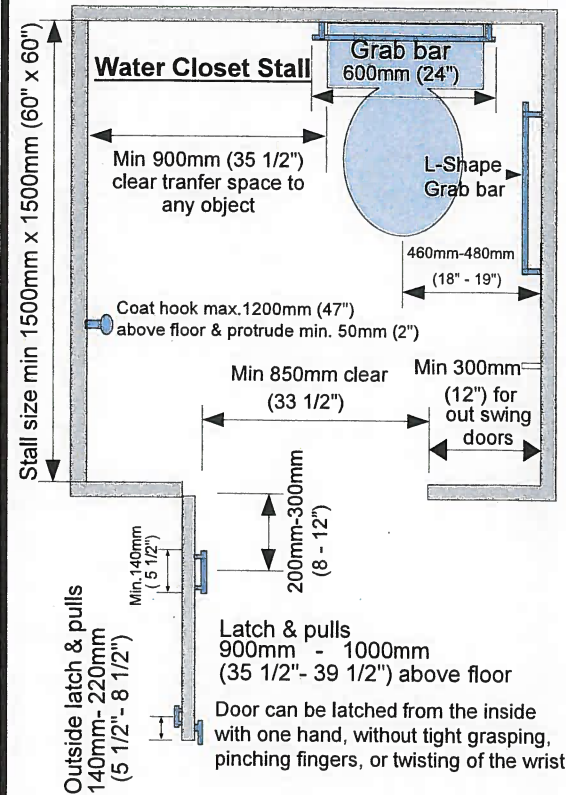 Water Closet Stall
Grab bar
600mm (24")
Stall size min 1500mm x 1500mm (60" x 60")
Min 900mm (35 1/2")
clear tranfer space to
any object
L-Shape
Grab bar
460mm-480mm
(18" - 19")
Coat hook max.1200mm (47")
above floor & protrude min. 50mm (2")
Min 850mm clear
(33 1/2")
Min 300mm
(12") for
out swing
doors
200mm-300mm
(8 - 12")
Min.140mm
( 5 1/2")
Outside latch & pulls
140mm- 220mm
(5 1/2"- 8 1/2")
Latch & pulls
900mm - 1000mm
(35 1/2"- 39 1/2") above floor
Door can be latched from the inside
with one hand, without tight grasping,
pinching fingers, or twisting of the wrist